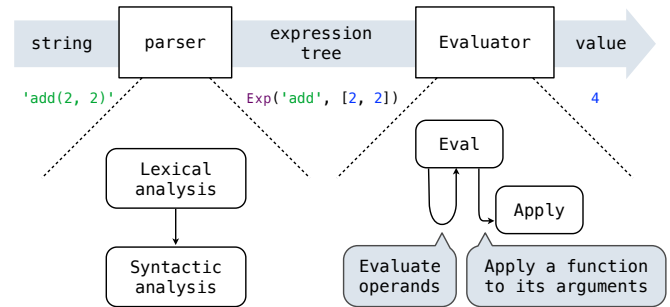 string
parser
expression
tree
Evaluator
value
'add(2, 2)'
Exp('add', [2, 2])
4
Lexical
analysis
Syntactic
analysis
Eval
Apply
Evaluate
operands
Apply a function
to its arguments